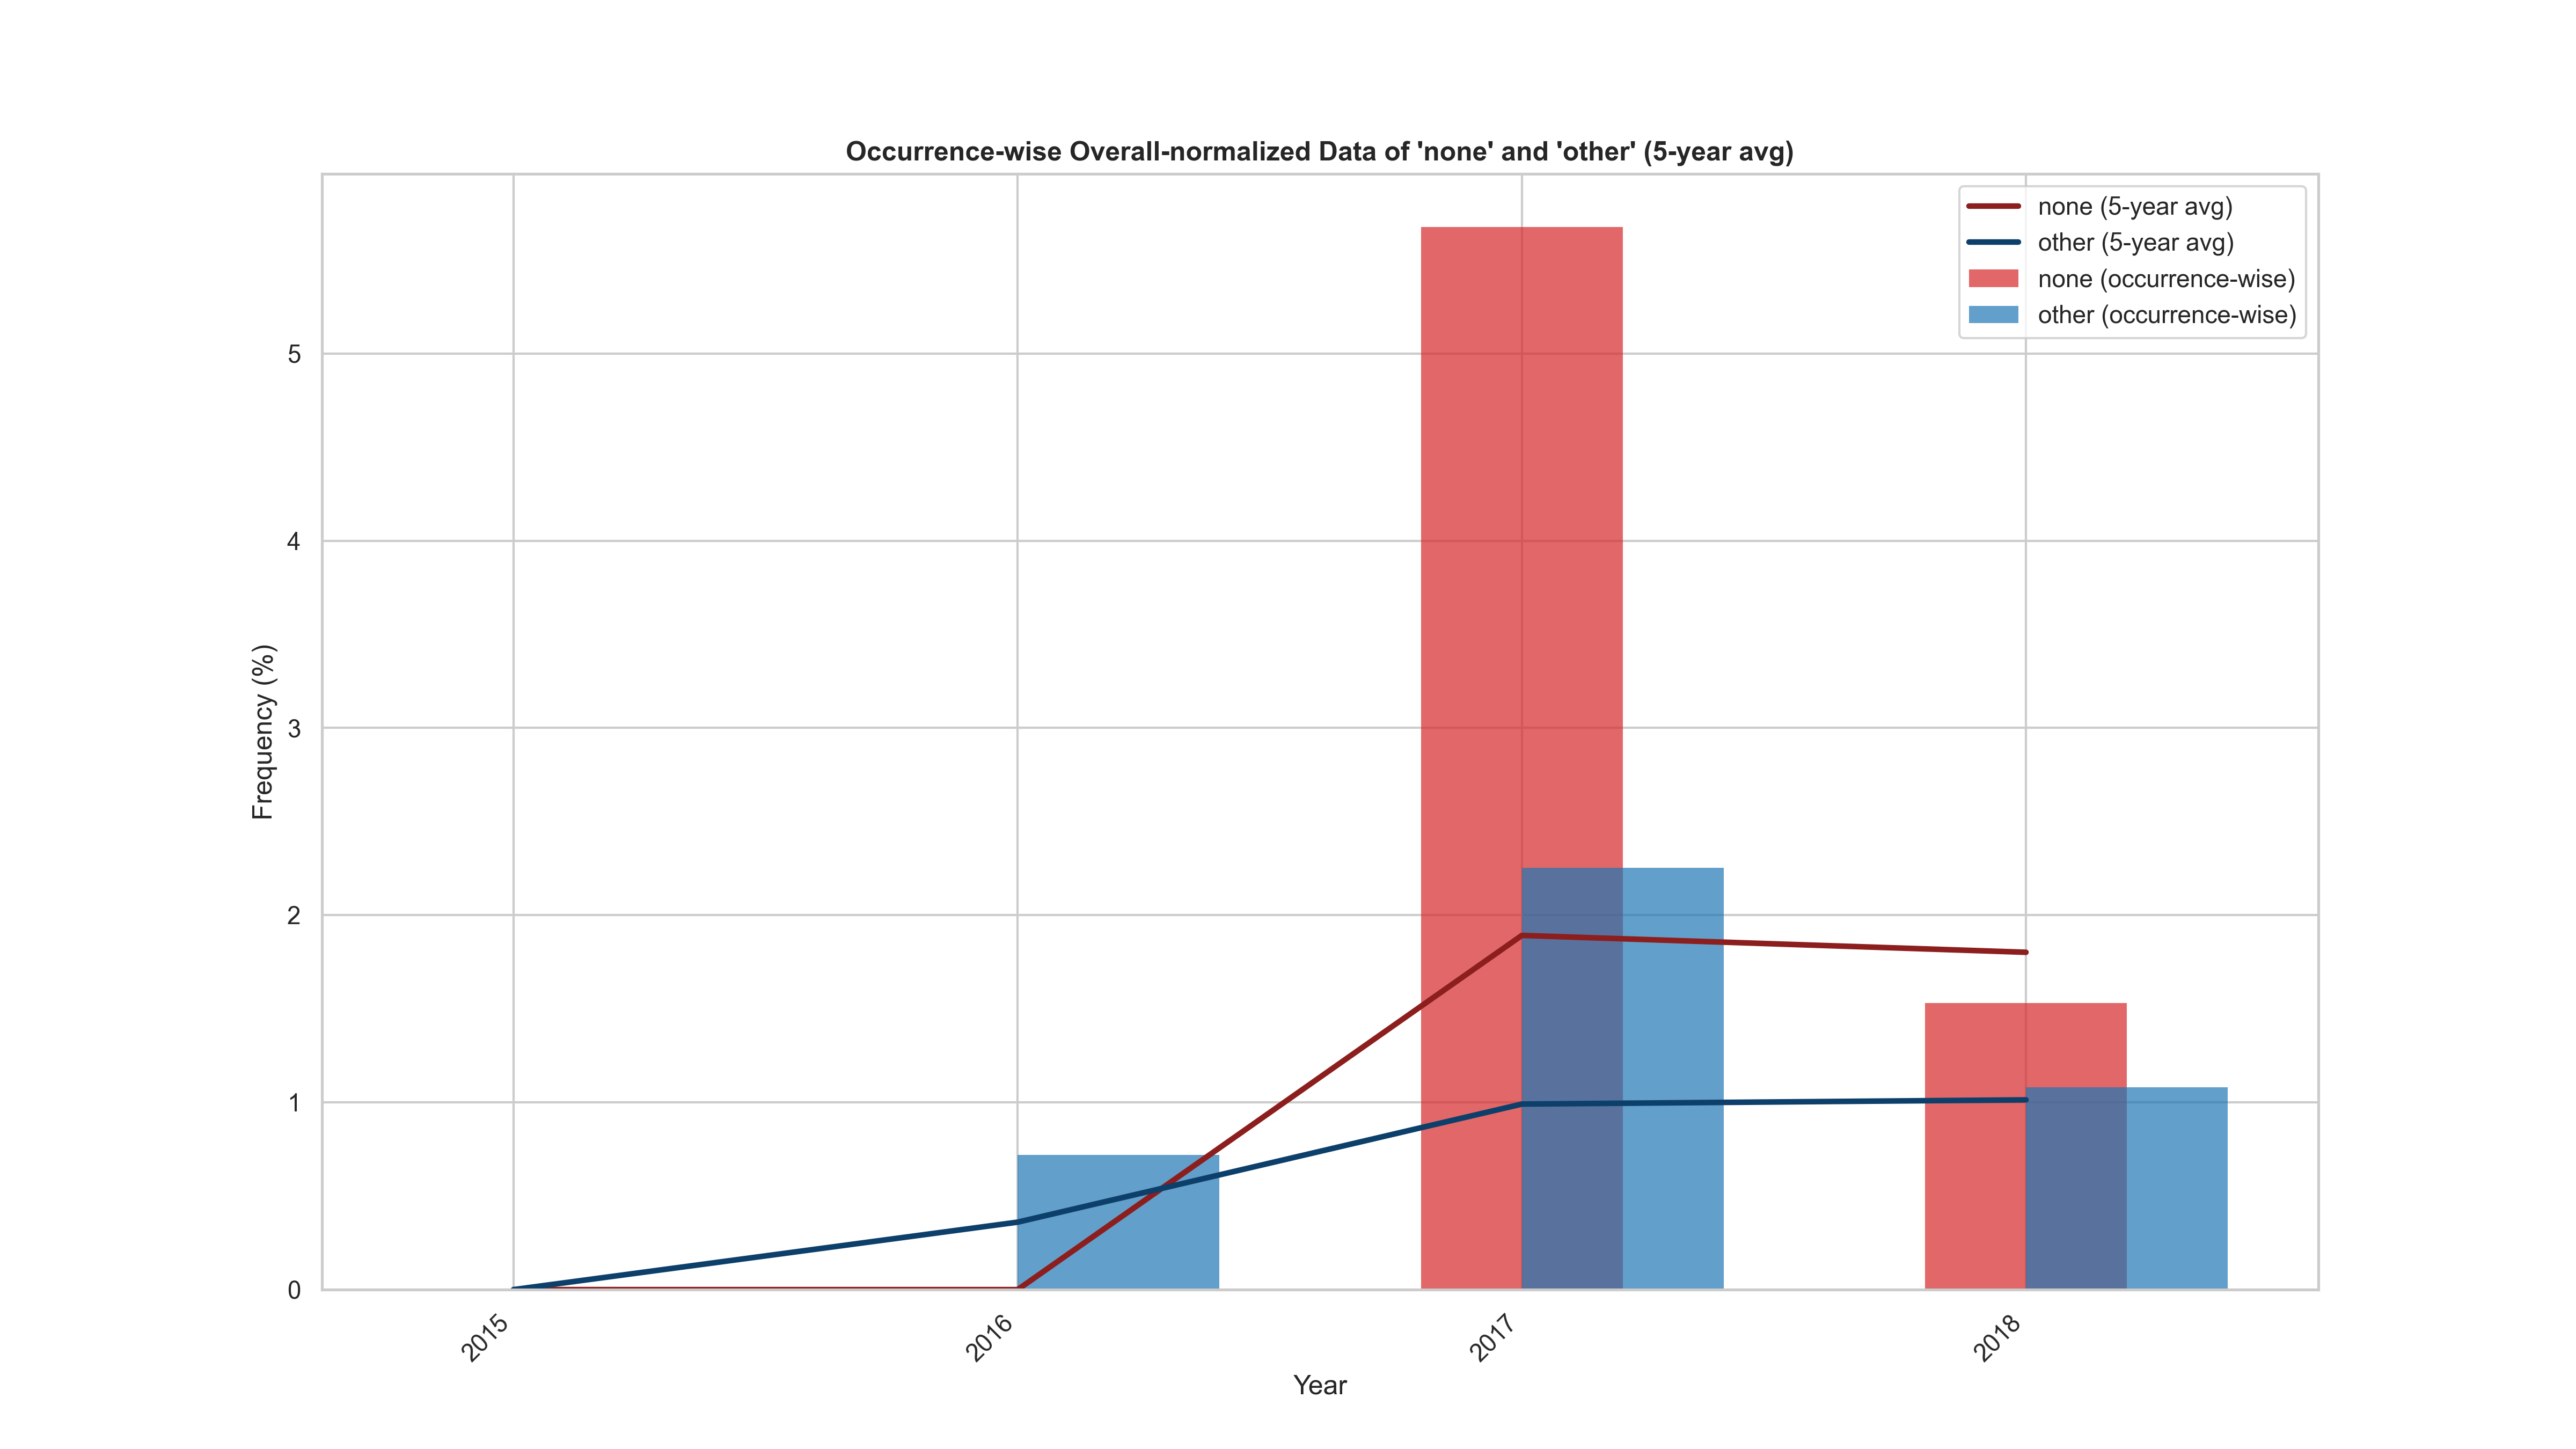 Occurrence-wise Overall-normalized Data of 'none' and 'other' (5-year avg)
none (5-year avg)
other (5-year avg)
none (occurrence-wise)
other (occurrence-wise)
5
4
3
2
1
0
Frequency (%)
2015
2016
2017
2018
Year